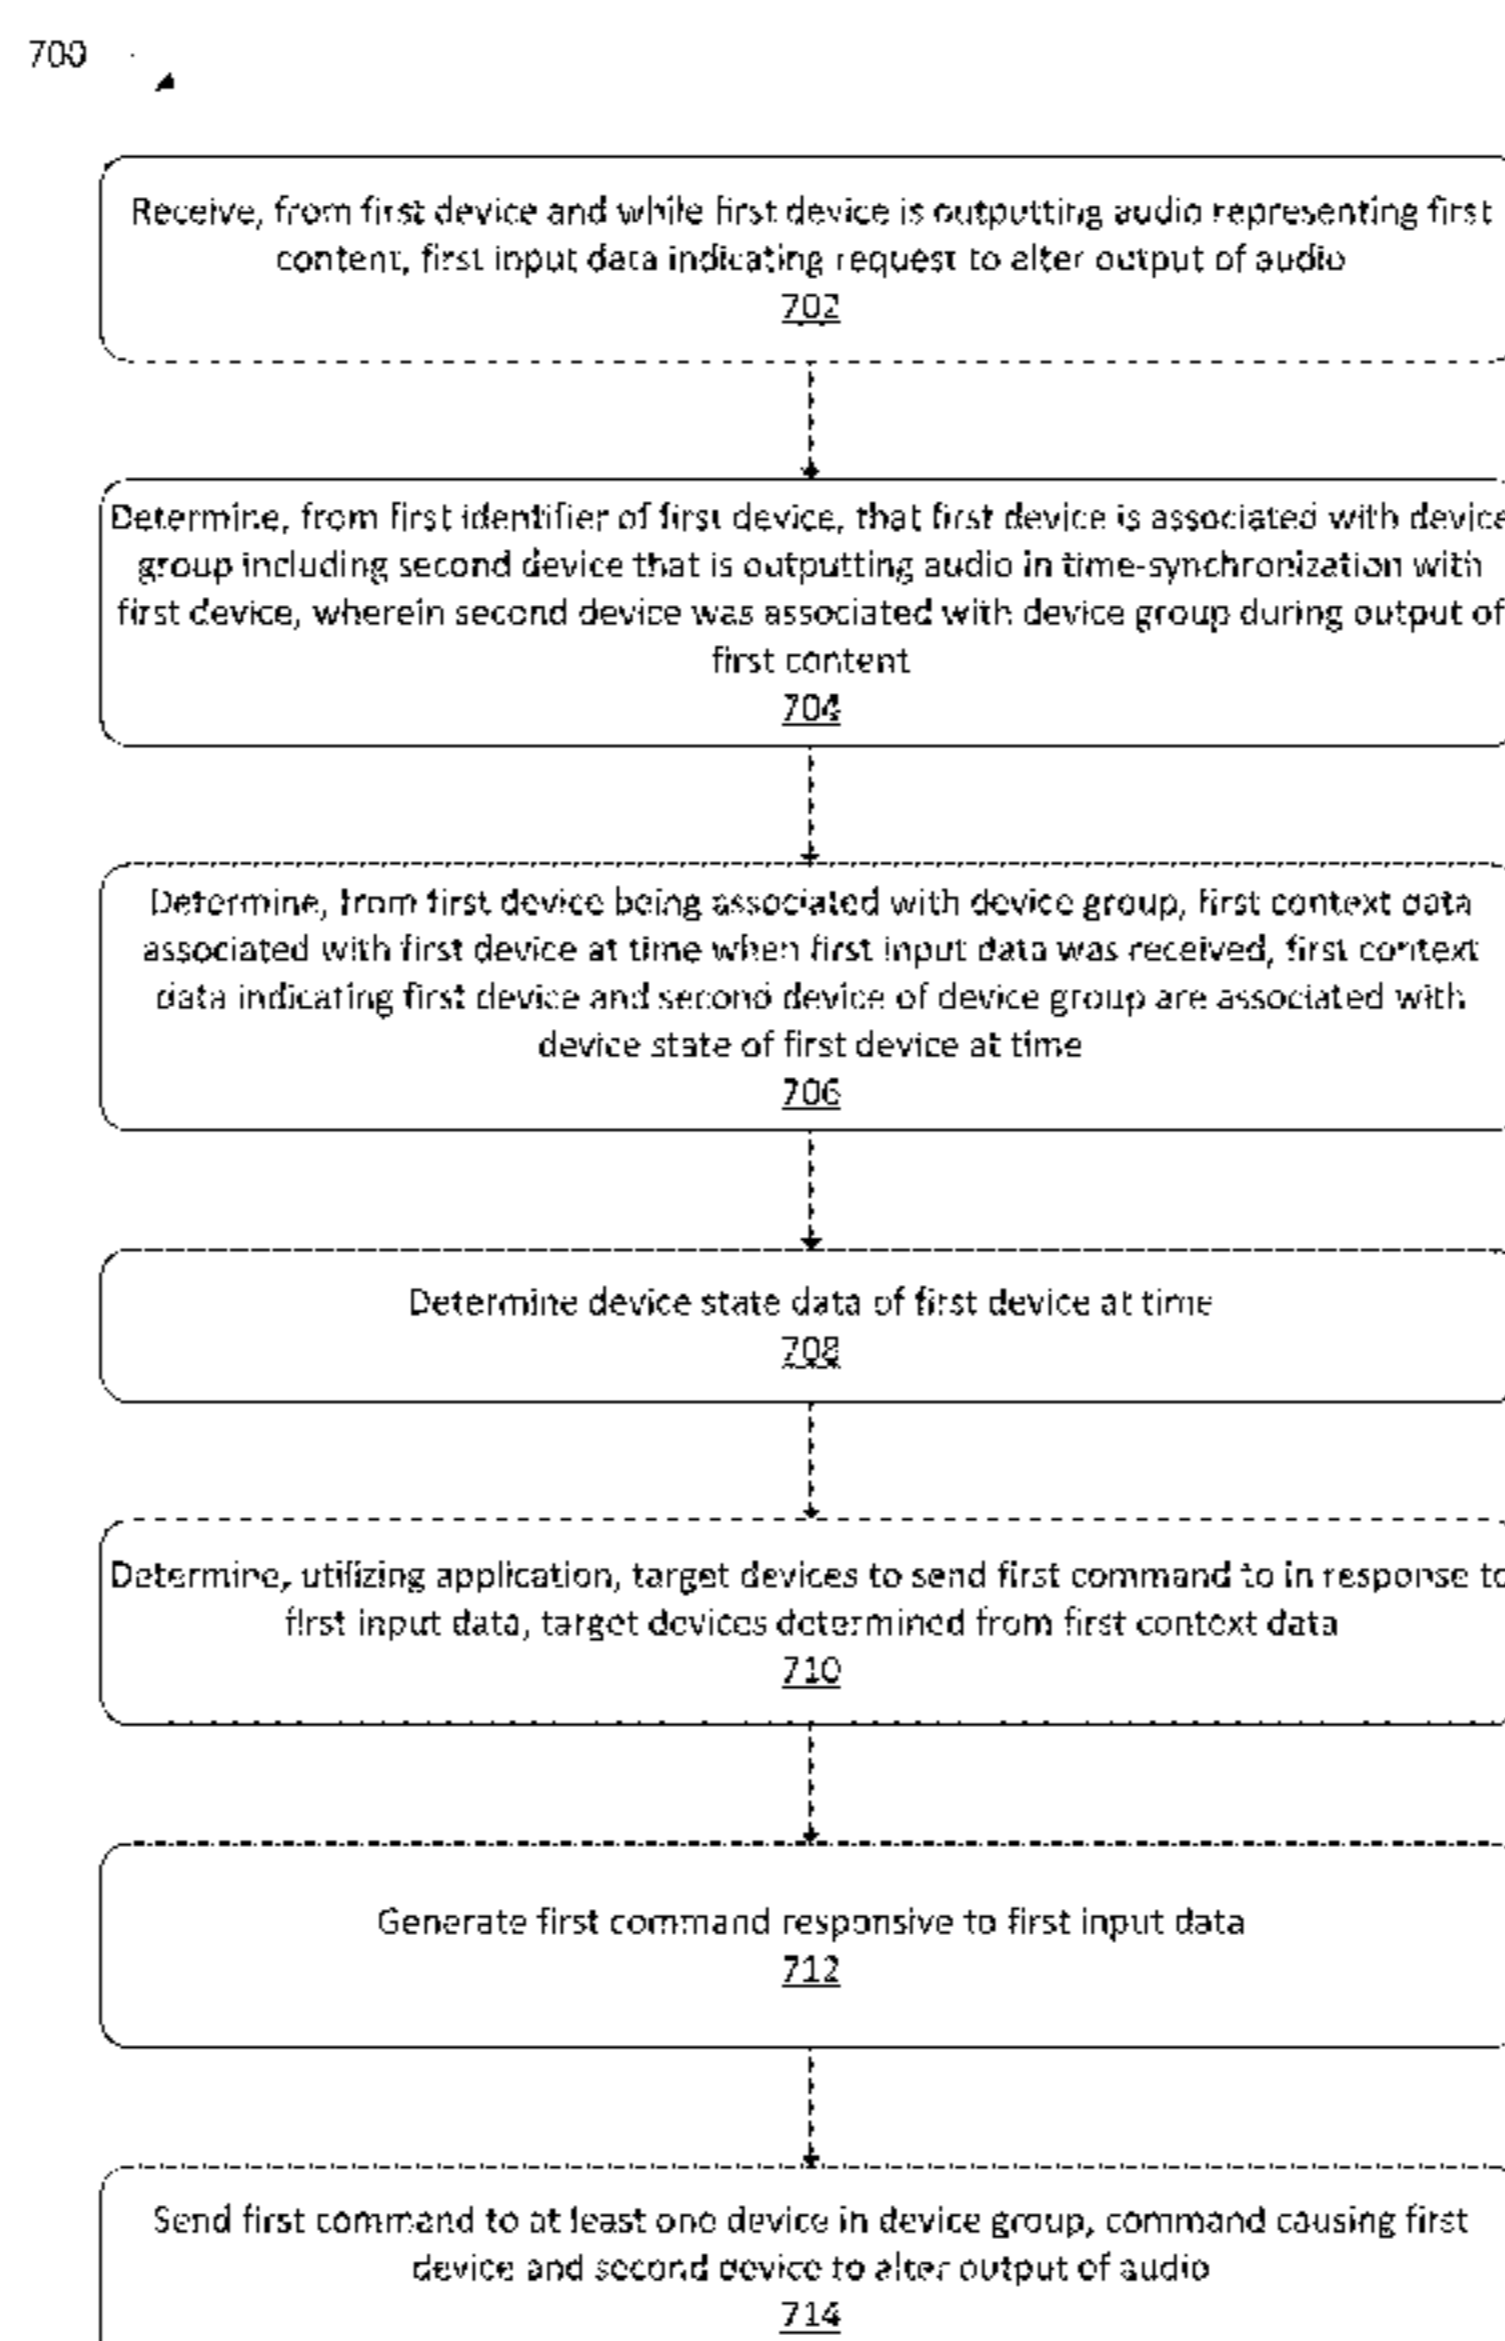 700
Receive, from first device and while first device is outputting audio representing first
content, first input data indicating request to alter output of audio
702
Determine, from first identifier of first device, that first device is associated with device
group including second device that is outputting audio in time-synchronization with
first device, wherein second device was associated with device group during output of
first content
704
Determine, from first device being associated with device group, first context data
associated with first device at time when first input data was received, first context
data indicating first device and second device of device group are associated with
device state of first device at time
706
Determine device state data of first device at time
708
Determine, utilizing application, target devices to send first command to in response to
first input data, target devices determined from first context data
710
Generate first command responsive to first input data
712
Send first command to at least one device in device group, command causing first
device and second device to alter output of audio
714